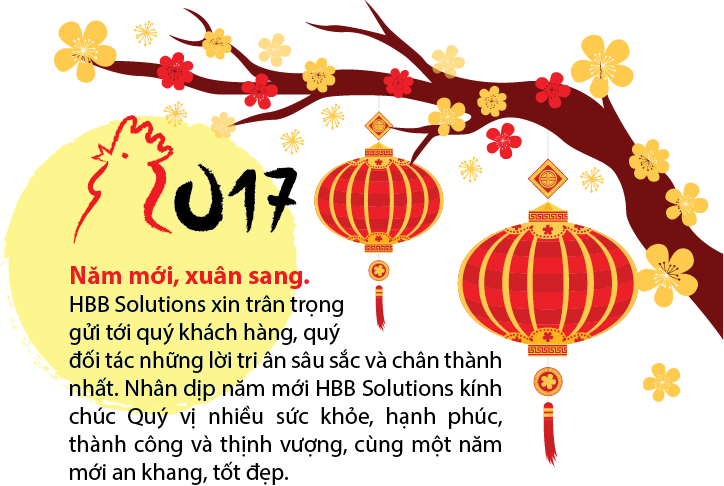 2017
Năm mới, xuân sang.
HBB Solutions xin trân trọng
gửi tới quý khách hàng, quý
đối tác những lời tri ân sâu sắc và chân thành
nhất. Nhân dịp năm mới HBB Solutions kính
chúc Quý vị nhiều sức khỏe, hạnh phúc,
thành công và thịnh vượng, cùng một năm
mới an khang, tốt đẹp.